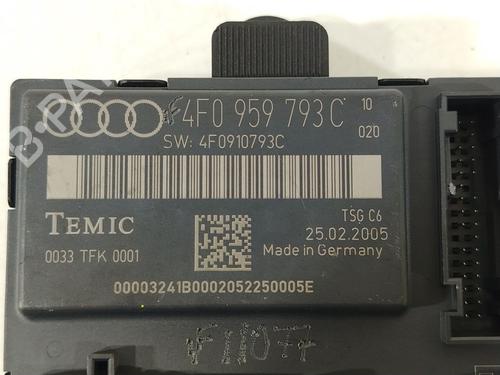 4F0 959 793 C 10
020
SW: 4F0910793C
TEMIC
TSG C6
25.02.2005
0033 TFK 0001
Made in Germany
00003241B0002052250005E